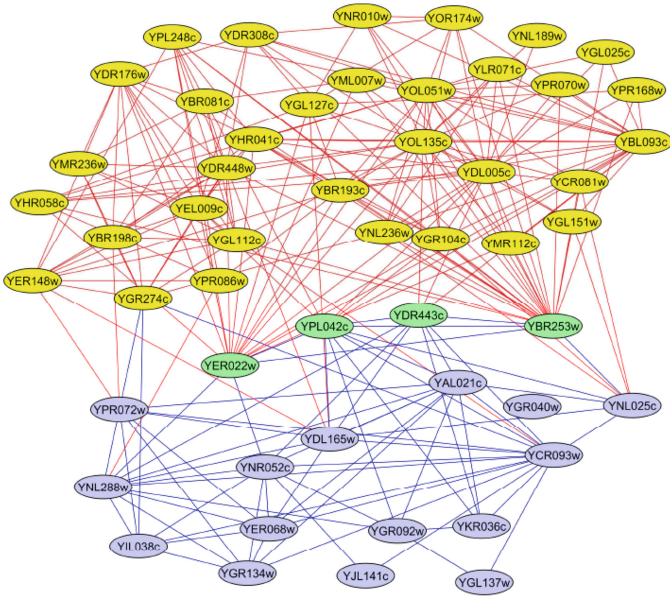 YNR010w
YOR174w
YPL248c
YDR308c
YNL189w
YGL025c
YDR176w
YLR071c
YML007w
YOL051w
YPR070w
YPR168w
YBR081c
YGL127c
YHR041c
YOL135c
YBL093c
YMR236w
YDR448w
YDL005c
YCR081w
YBR193c
YHR058c
YEL009c
YGL151w
YBR198c
YGL112c
YNL236w
YGR104c
YMR112c
YER148w
YPR086w
YGR274c
YDR443c
YPL042c
YBR253w
YER022w
YAL021c
YPR072w
YGR040w
YNL025c
YDL165w
YCR093w
YNR052c
YNL288w
YER068w
YGR092w
YKR036c
YIL038c
YGR134w
YJL141c
YGL137w